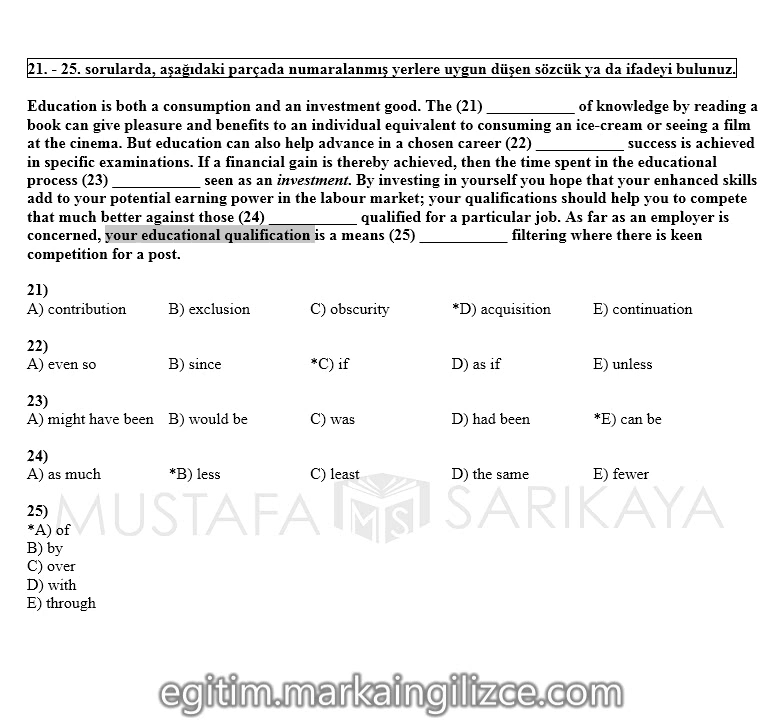 21. - 25. sorularda, aşağıdaki parçada numaralanmış yerlere uygun düşen sözcük ya da ifadeyi bulunuz.
Education is both a consumption and an investment good. The (21) ____________ of knowledge by reading a
book can give pleasure and benefits to an individual equivalent to consuming an ice-cream or seeing a film
at the cinema. But education can also help advance in a chosen career (22) ____________ success is achieved
in specific examinations. If a financial gain is thereby achieved, then the time spent in the educational
process (23) ____________ seen as an investment. By investing in yourself you hope that your enhanced skills
add to your potential earning power in the labour market; your qualifications should help you to compete
that much better against those (24) ____________ qualified for a particular job. As far as an employer is
concerned, your educational qualification is a means (25) ____________ filtering where there is keen
competition for a post.
21)
A) contribution B) exclusion C) obscurity *D) acquisition E) continuation
22)
A) even so B) since *C) if D) as if E) unless
23)
A) might have been B) would be C) was D) had been *E) can be
24)
A) as much *B) less C) least D) the same E) fewer
25)
*A) of
B) by
C) over
D) with
E) through
MUSTAFA MS SARIKAYA
egitim.markaingilizce.com